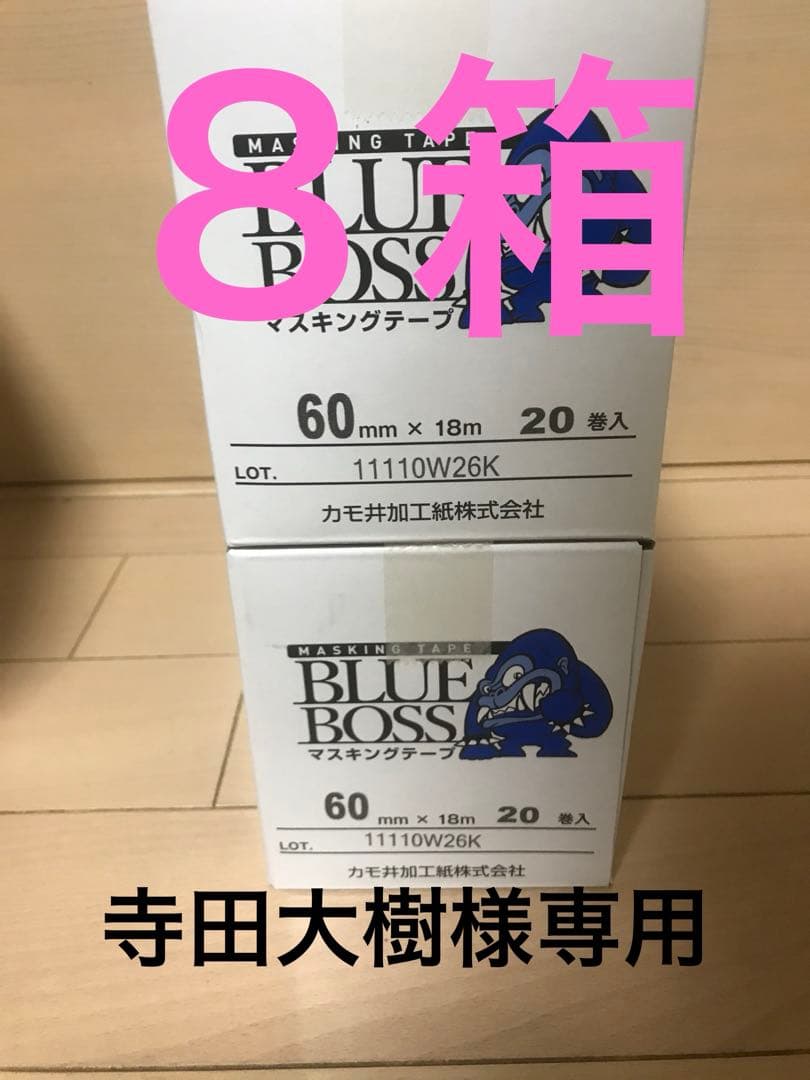 8箱
MASKING TAPE
BLUE
BOSS
マスキングテープ
60mm × 18m 20 巻入
LOT. 11110W26K
カモ井加工紙株式会社
MASKING TAPE
BLUE
BOSS
マスキングテープ
60 mm × 18m 20 巻入
LOT. 11110W26K
カモ井加工紙株式会社
寺田大樹様専用